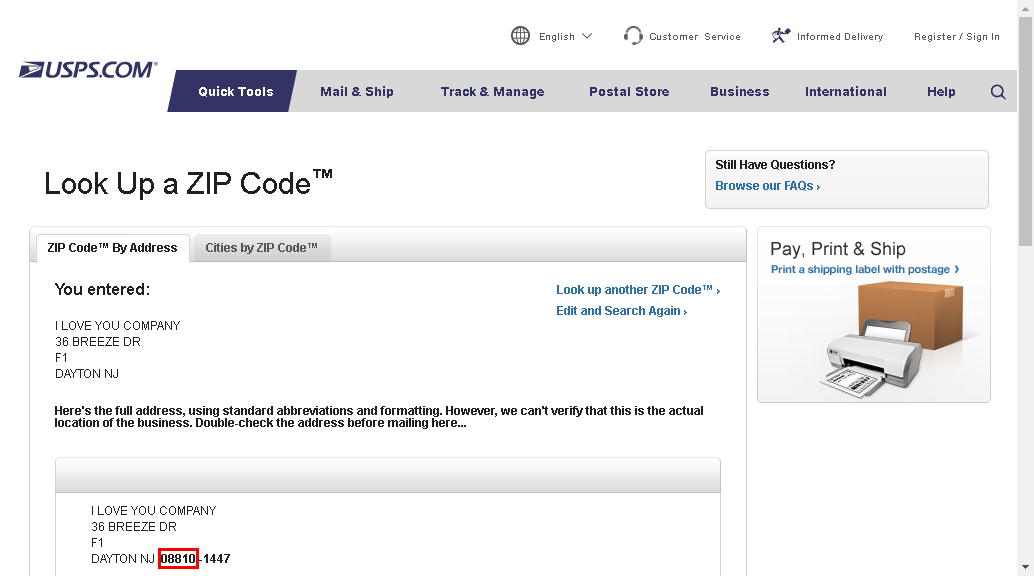 English
Customer Service
Informed Delivery
Register / Sign In
USPS.COM®
Quick Tools
Mail & Ship
Track & Manage
Postal Store
Business
International
Help
Look Up a ZIP Code™
Still Have Questions?
Browse our FAQs ›
ZIP Code™ By Address
Cities by ZIP Code™
You entered:
Look up another ZIP Code™ ›
Edit and Search Again ›
I LOVE YOU COMPANY
36 BREEZE DR
F1
DAYTON NJ
Here's the full address, using standard abbreviations and formatting. However, we can't verify that this is the actual
location of the business. Double-check the address before mailing here...
I LOVE YOU COMPANY
36 BREEZE DR
F1
DAYTON NJ 08810-1447
Pay, Print & Ship
Print a shipping label with postage ›